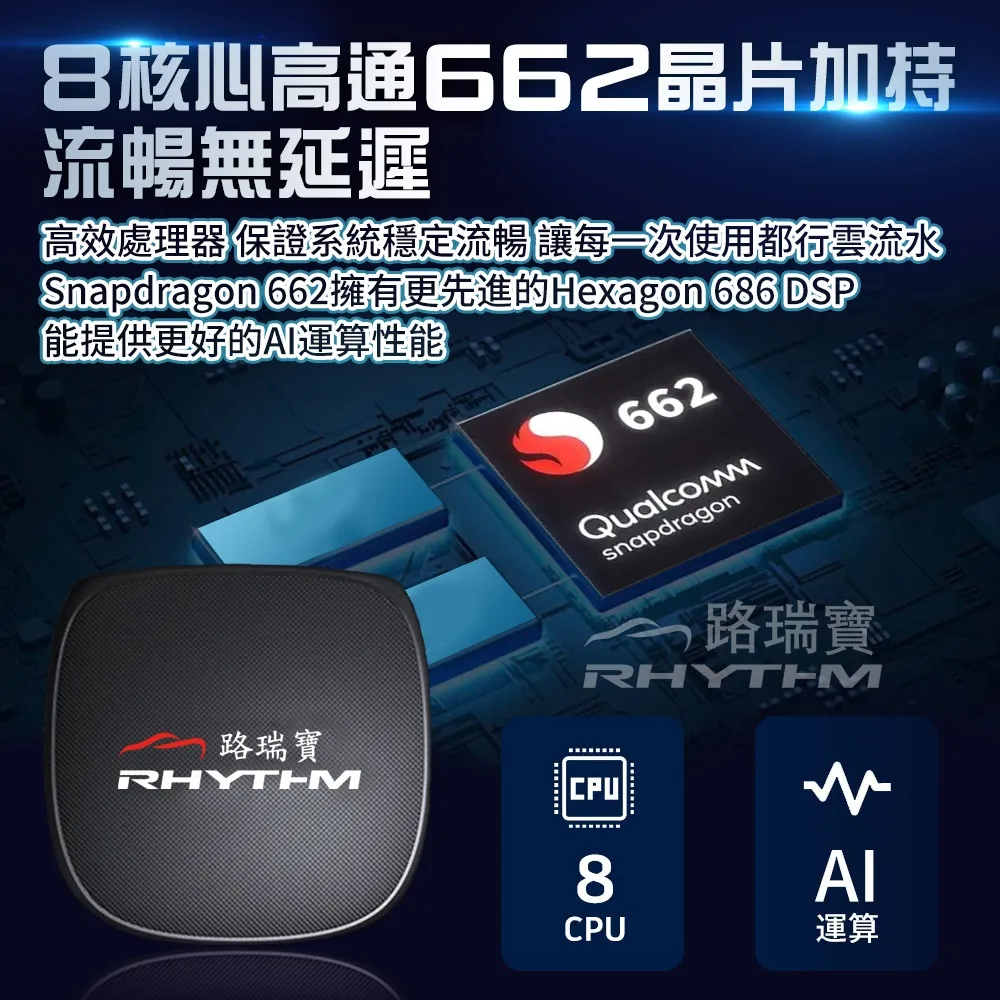 8核心高通662晶片加持
流暢無延遲
高效處理器 保證系統穩定流暢 讓每一次使用都行雲流水
Snapdragon 662擁有更先進的Hexagon 686 DSP
能提供更好的AI運算性能
662
Qualcomm
snapdragon
路瑞寶
RHYTHM
路瑞寶
RHYTHM
CPU
8
CPU
AI
運算